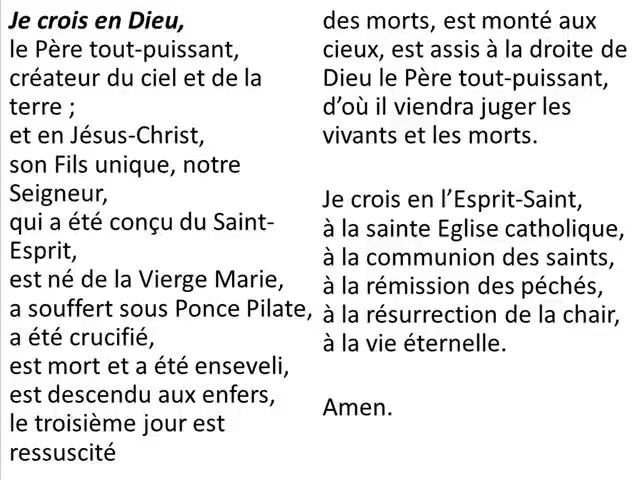 Je crois en Dieu,
le Père tout-puissant,
créateur du ciel et de la
terre ;
et en Jésus-Christ,
son Fils unique, notre
Seigneur,
qui a été conçu du Saint-
Esprit,
est né de la Vierge Marie,
a souffert sous Ponce Pilate,
a été crucifié,
est mort et a été enseveli,
est descendu aux enfers,
le troisième jour est
ressuscité
des morts, est monté aux
cieux, est assis à la droite de
Dieu le Père tout-puissant,
d’où il viendra juger les
vivants et les morts.
Je crois en l’Esprit-Saint,
à la sainte Eglise catholique,
à la communion des saints,
à la rémission des péchés,
à la résurrection de la chair,
à la vie éternelle.
Amen.